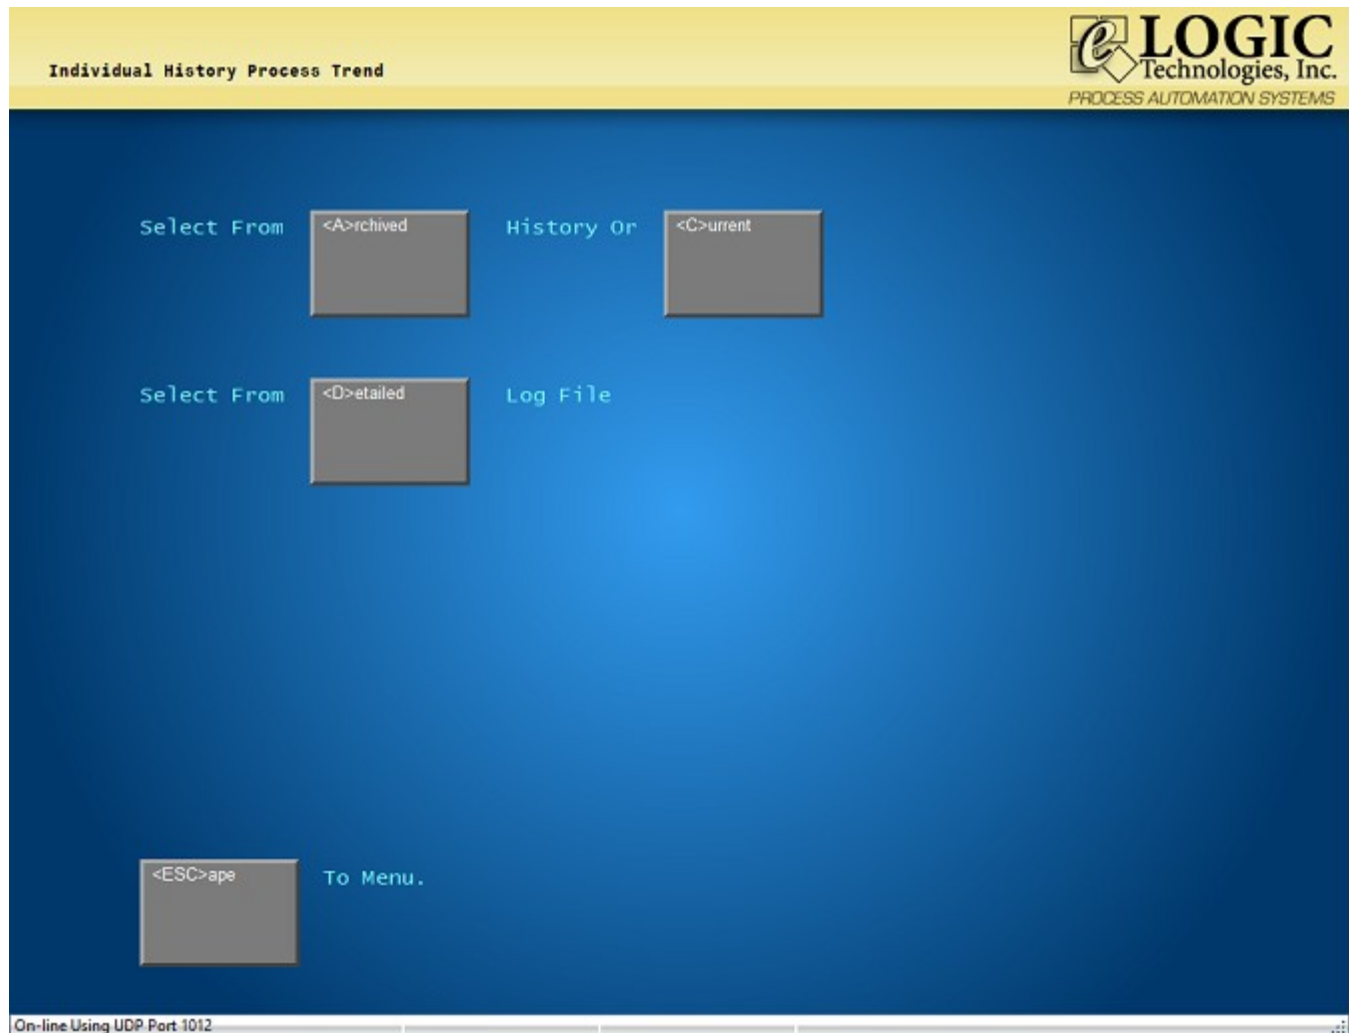 Individual History Process Trend
e LOGIC
Technologies, Inc.
PROCESS AUTOMATION SYSTEMS
Select From <A>rchived History Or <C>urrent
Select From <D>etailed Log File
<ESC>ape To Menu.
On-line Using UDP Port 1012